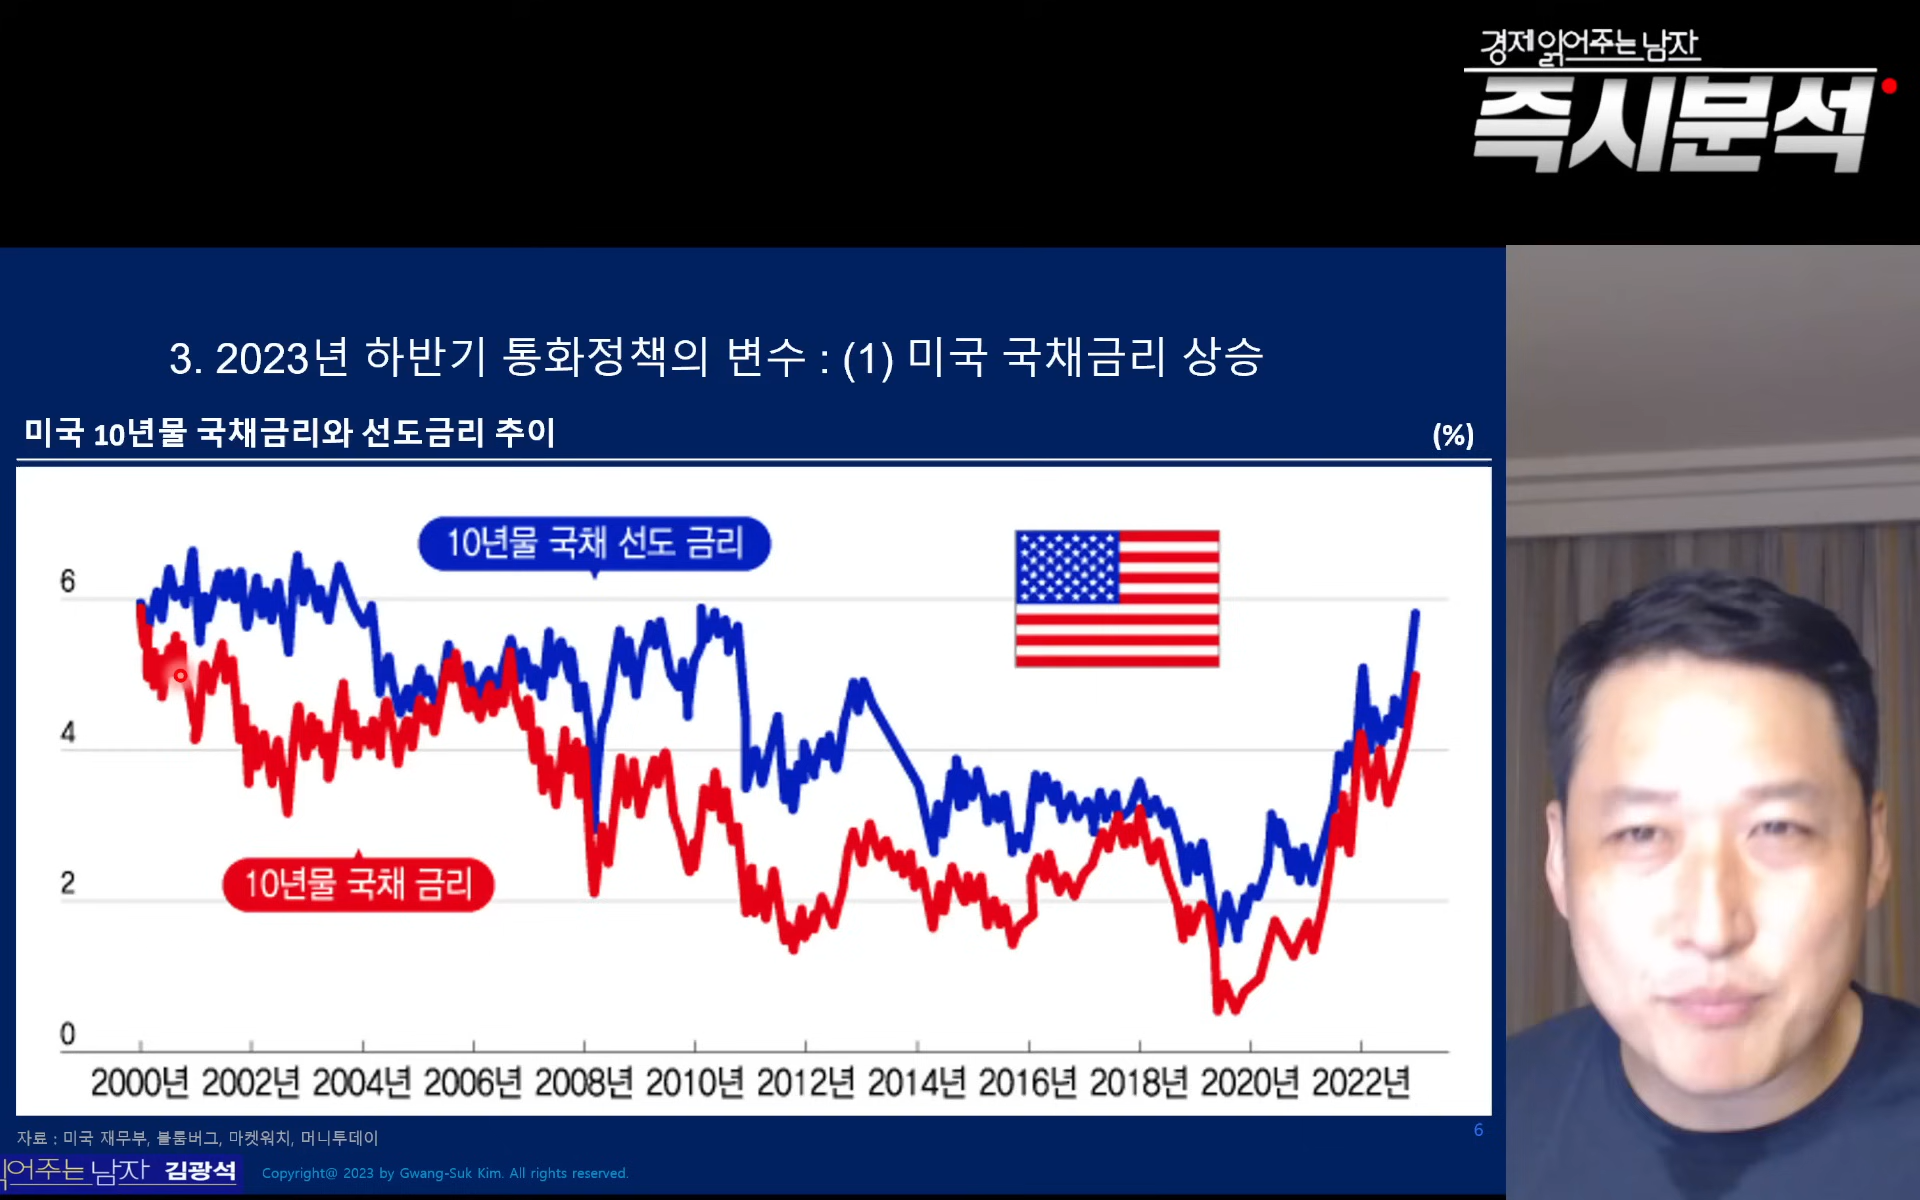 경제 읽어주는 남자
즉시분석
3. 2023년 하반기 통화정책의 변수 : (1) 미국 국채금리 상승
미국 10년물 국채금리와 선도금리 추이
(%)
10년물 국채 선도 금리
10년물 국채 금리
6
4
2
0
2000년 2002년 2004년 2006년 2008년 2010년 2012년 2014년 2016년 2018년 2020년 2022년
자료 : 미국 재무부, 블룸버그, 마켓워치, 머니투데이
6
어주는 남자 김광석
Copyright@ 2023 by Gwang-Suk Kim. All rights reserved.